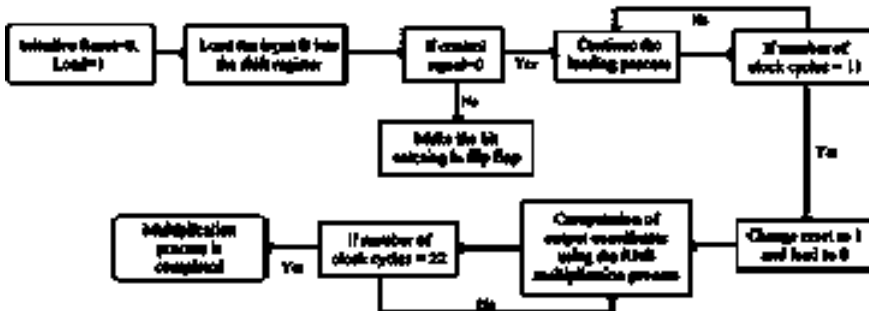 Initialize Reset=0,
Load=1
Load the input B into
the shift register
If control
signal=0
Yes
Continue the
loading process
No
If number of
clock cycles = 11
No
Make the bit
entering in flip flop
Yes
Multiplication
process is
completed
Yes
If number of
clock cycles = 22
Computation of
output coordinates
using the
multiplication process
Change reset to 1
and load to 0
No